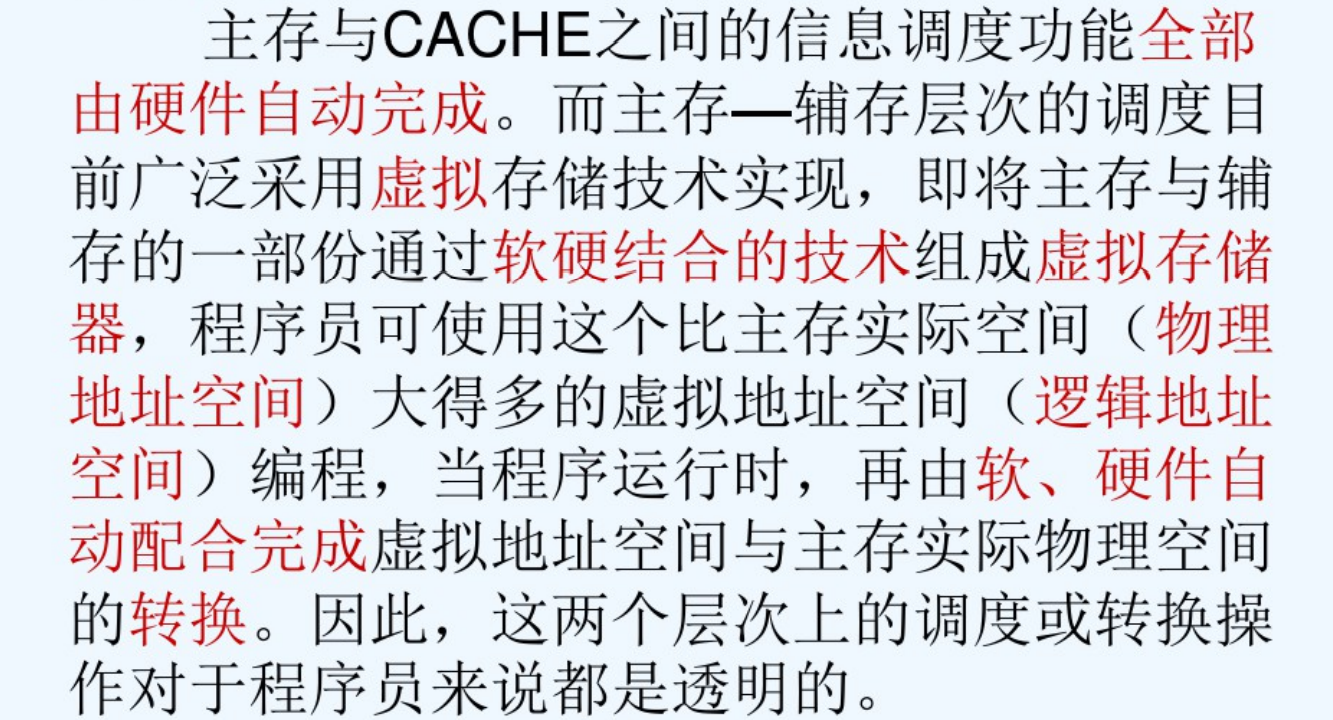 主存与CACHE之间的信息调度功能全部
由硬件自动完成。而主存—辅存层次的调度目
前广泛采用虚拟存储技术实现，即将主存与辅
存的一部份通过软硬结合的技术组成虚拟存储
器，程序员可使用这个比主存实际空间（物理
地址空间）大得多的虚拟地址空间（逻辑地址
空间）编程，当程序运行时，再由软、硬件自
动配合完成虚拟地址空间与主存实际物理空间
的转换。因此，这两个层次上的调度或转换操
作对于程序员来说都是透明的。